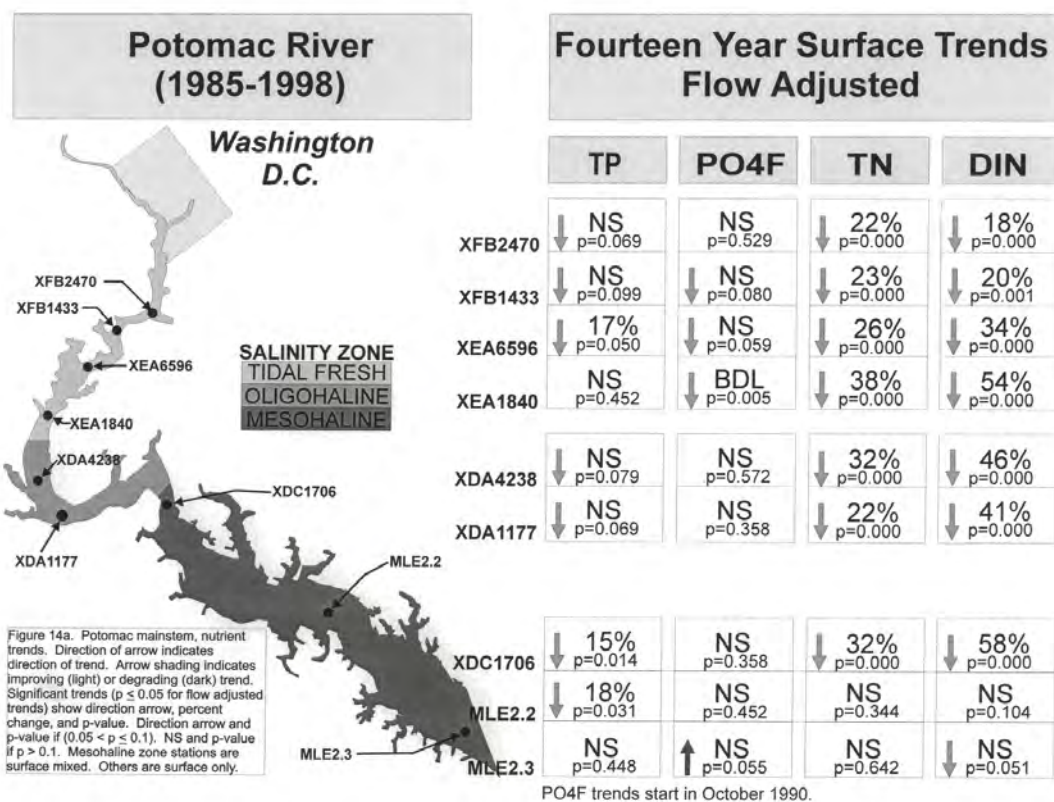 Potomac River
(1985-1998)
Fourteen Year Surface Trends
Flow Adjusted
Washington
D.C.
XFB2470
XFB1433
XEA6596
XEA1840
XDA4238
XDA1177
XDC1706
MLE2.2
MLE2.3
SALINITY ZONE
TIDAL FRESH
OLIGOHALINE
MESOHALINE
Figure 14a. Potomac mainstem, nutrient
trends. Direction of arrow indicates
direction of trend. Arrow shading indicates
improving (light) or degrading (dark) trend.
Significant trends (p ≤ 0.05 for flow adjusted
trends) show direction arrow, percent
change, and p-value. Direction arrow and
p-value if (0.05 < p ≤ 0.1). NS and p-value
if p > 0.1. Mesohaline zone stations are
surface mixed. Others are surface only.
TP PO4F TN DIN
NS NS 22% 18%
XFB2470 p=0.069 p=0.529 p=0.000 p=0.000
NS NS 23% 20%
XFB1433 p=0.099 p=0.080 p=0.000 p=0.001
17% NS 26% 34%
XEA6596 p=0.050 p=0.059 p=0.000 p=0.000
NS BDL 38% 54%
XEA1840 p=0.452 p=0.005 p=0.000 p=0.000
NS NS 32% 46%
XDA4238 p=0.079 p=0.572 p=0.000 p=0.000
NS NS 22% 41%
XDA1177 p=0.069 p=0.358 p=0.000 p=0.000
15% NS 32% 58%
XDC1706 p=0.014 p=0.358 p=0.000 p=0.000
18% NS NS NS
MLE2.2 p=0.031 p=0.452 p=0.344 p=0.104
NS NS NS NS
MLE2.3 p=0.448 p=0.055 p=0.642 p=0.051
PO4F trends start in October 1990.